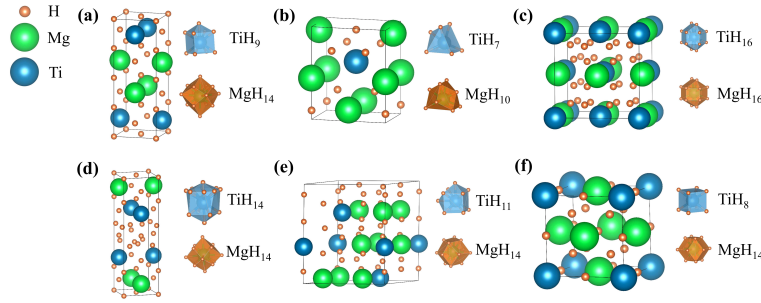 H
Mg
Ti
(a)
TiH9
MgH14
(b)
TiH7
MgH10
(c)
TiH16
MgH16
(d)
TiH14
MgH14
(e)
TiH11
MgH14
(f)
TiH8
MgH14